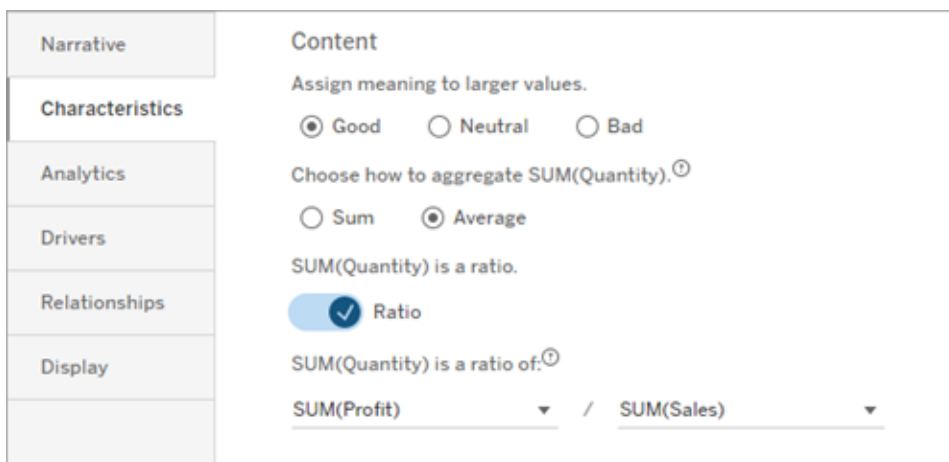 Narrative
Characteristics
Analytics
Drivers
Relationships
Display
Content
Assign meaning to larger values.
Good Neutral Bad
Choose how to aggregate SUM(Quantity).
Sum Average
SUM(Quantity) is a ratio.
Ratio
SUM(Quantity) is a ratio of:
SUM(Profit) / SUM(Sales)